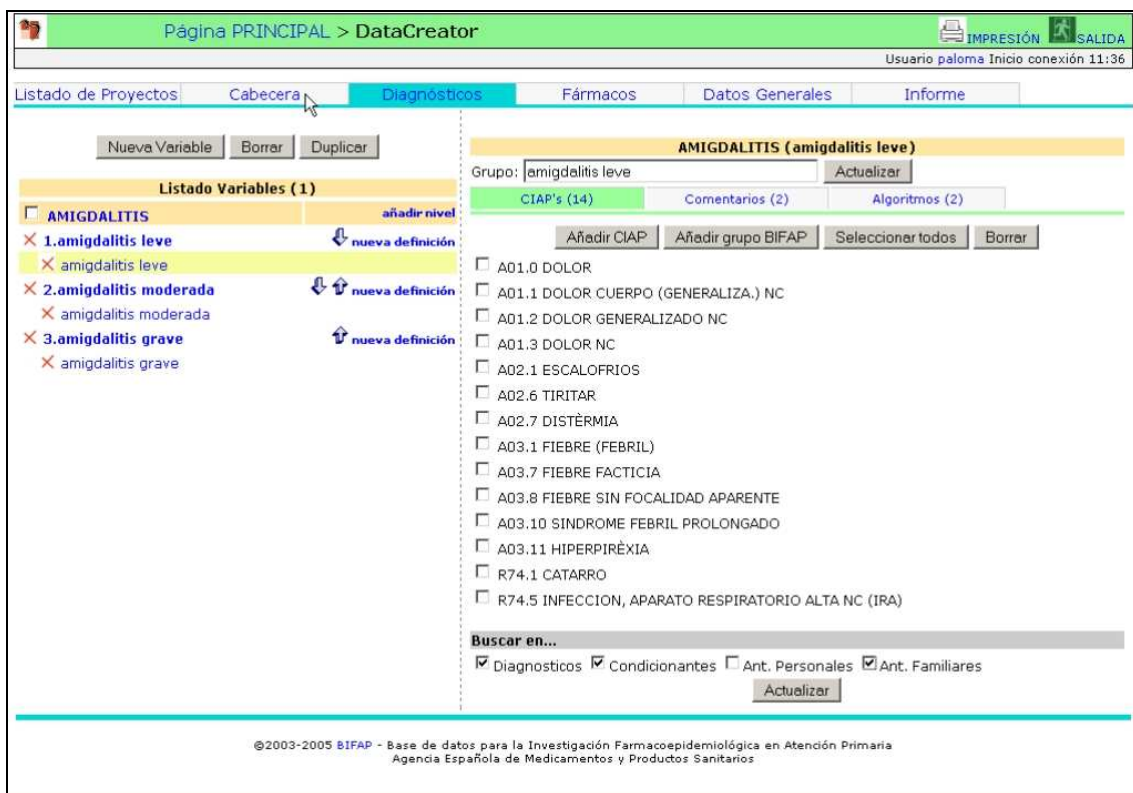 Página PRINCIPAL > DataCreator
IMPRESIÓN SALIDA
Usuario paloma Inicio conexión 11:36
Listado de Proyectos Cabecera Diagnósticos Fármacos Datos Generales Informe
Nueva Variable Borrar Duplicar
Listado Variables (1)
AMIGDALITIS añadir nivel
1.amigdalitis leve nueva definición
amigdalitis leve
2.amigdalitis moderada nueva definición
amigdalitis moderada
3.amigdalitis grave nueva definición
amigdalitis grave
AMIGDALITIS (amigdalitis leve)
Grupo: amigdalitis leve Actualizar
CIAP's (14) Comentarios (2) Algoritmos (2)
Añadir CIAP Añadir grupo BIFAP Seleccionar todos Borrar
A01.0 DOLOR
A01.1 DOLOR CUERPO (GENERALIZA.) NC
A01.2 DOLOR GENERALIZADO NC
A01.3 DOLOR NC
A02.1 ESCALOFRIOS
A02.6 TIRITAR
A02.7 DISTÈRMIA
A03.1 FIEBRE (FEBRIL)
A03.7 FIEBRE FACTICIA
A03.8 FIEBRE SIN FOCALIDAD APARENTE
A03.10 SINDROME FEBRIL PROLONGADO
A03.11 HIPERPIRÈXIA
R74.1 CATARRO
R74.5 INFECCION, APARATO RESPIRATORIO ALTA NC (IRA)
Buscar en...
Diagnosticos Condicionantes Ant. Personales Ant. Familiares
Actualizar
©2003-2005 BIFAP - Base de datos para la Investigación Farmacoepidemiológica en Atención Primaria
Agencia Española de Medicamentos y Productos Sanitarios